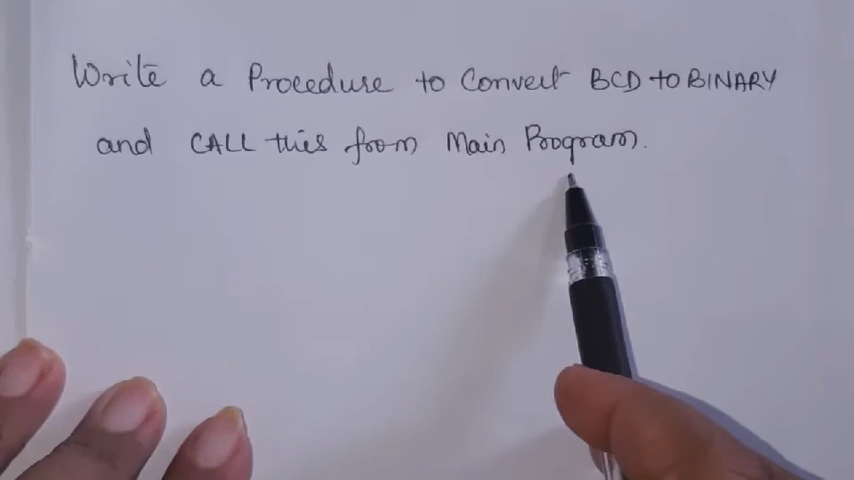 Write a Procedure to Convert BCD to BINARY
and CALL this from Main Program.